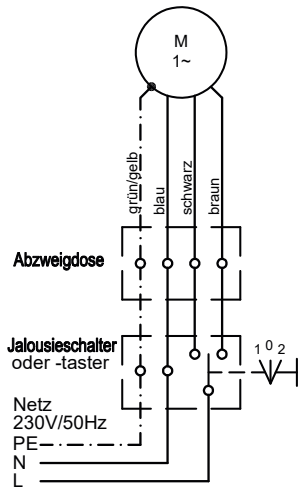 M
1~
grün/gelb
blau
schwarz
braun
Abzweigdose
Jalousieschalter
oder -taster
1 0 2
Netz
230V/50Hz
PE
N
L